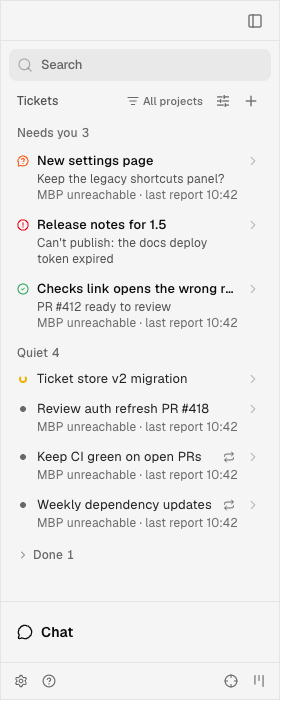 Search
Tickets All projects
Needs you 3
New settings page
Keep the legacy shortcuts panel?
MBP unreachable · last report 10:42
Release notes for 1.5
Can't publish: the docs deploy
token expired
Checks link opens the wrong r…
PR #412 ready to review
MBP unreachable · last report 10:42
Quiet 4
Ticket store v2 migration
Review auth refresh PR #418
MBP unreachable · last report 10:42
Keep CI green on open PRs
MBP unreachable · last report 10:42
Weekly dependency updates
MBP unreachable · last report 10:42
Done 1
Chat